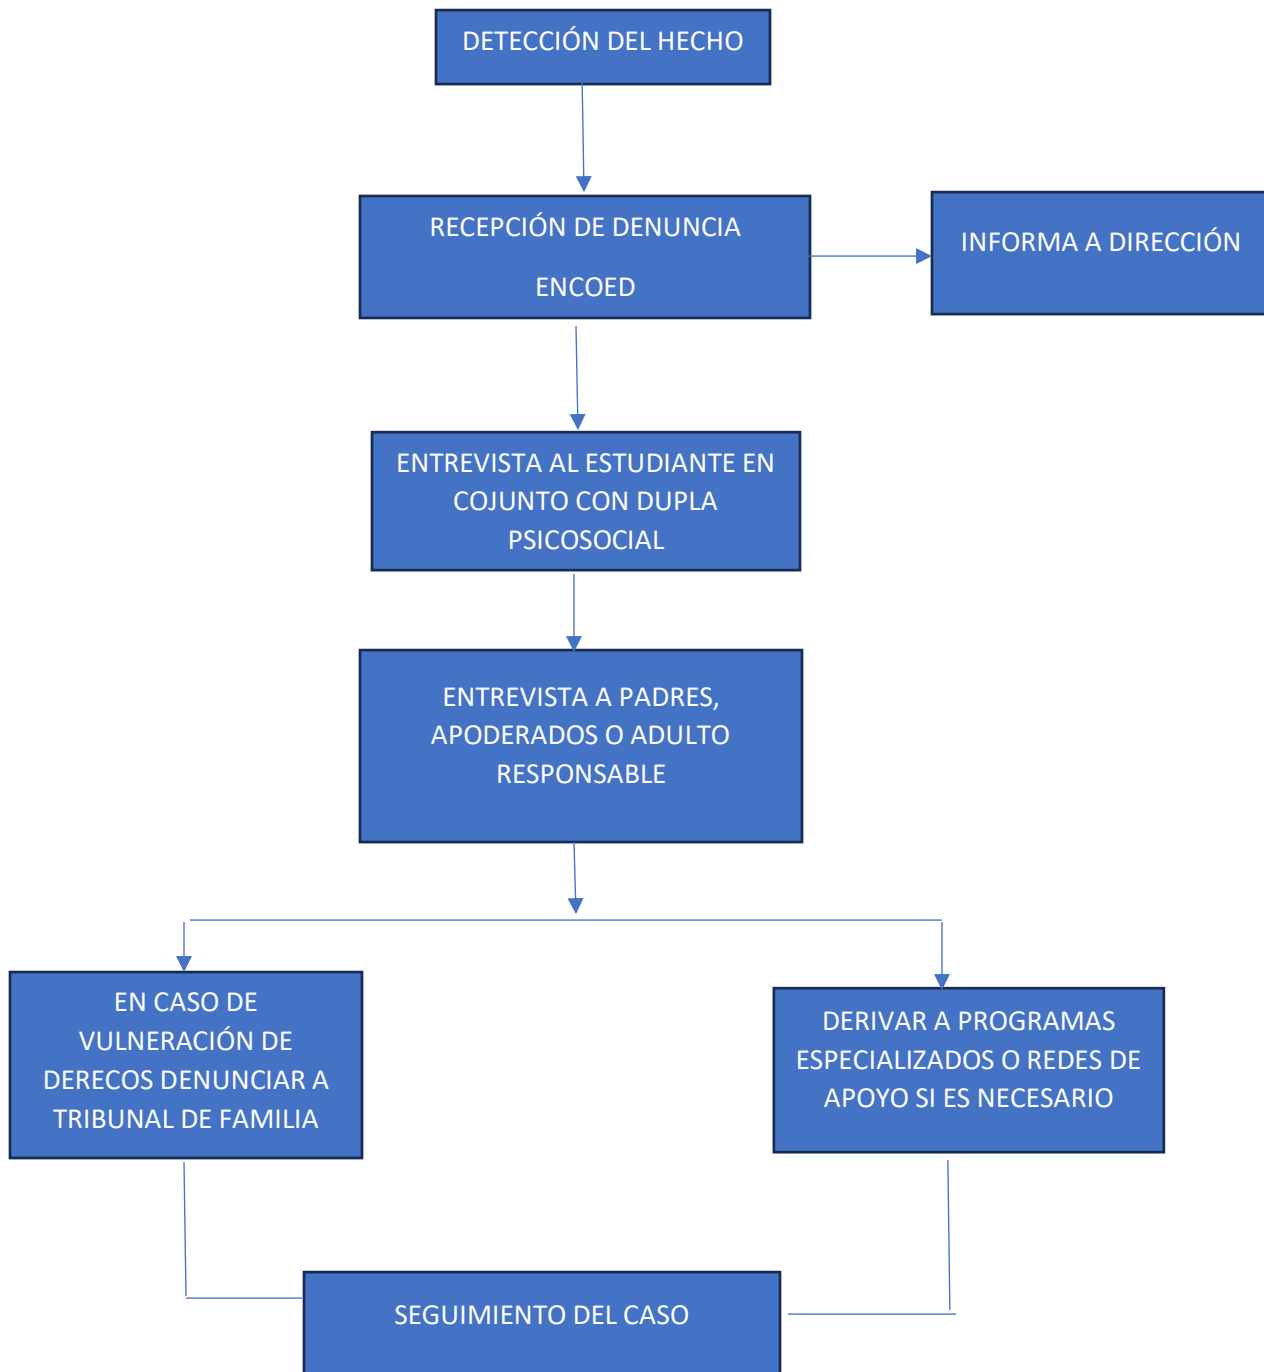 DETECCIÓN DEL HECHO
RECEPCIÓN DE DENUNCIA
ENCOED
INFORMA A DIRECCIÓN
ENTREVISTA AL ESTUDIANTE EN
COJUNTO CON DUPLA
PSICOSOCIAL
ENTREVISTA A PADRES,
APODERADOS O ADULTO
RESPONSABLE
EN CASO DE
VULNERACIÓN DE
DERECOS DENUNCIAR A
TRIBUNAL DE FAMILIA
DERIVAR A PROGRAMAS
ESPECIALIZADOS O REDES DE
APOYO SI ES NECESARIO
SEGUIMIENTO DEL CASO